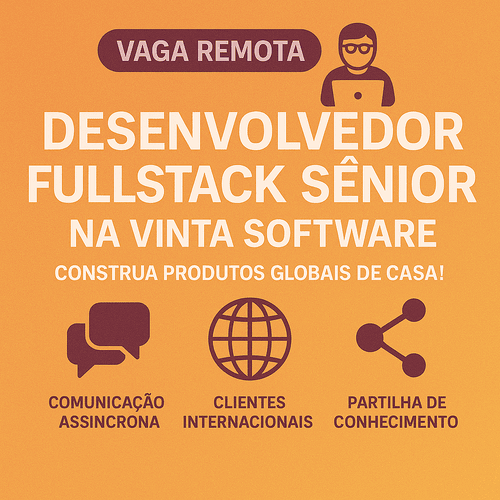 VAGA REMOTA
DESENVOLVEDOR
FULLSTACK SÊNIOR
NA VINTA SOFTWARE
CONSTRUA PRODUTOS GLOBAIS DE CASA!
COMUNICAÇÃO
ASSINCRONA
CLIENTES
INTERNACIONAIS
PARTILHA DE
CONHECIMENTO